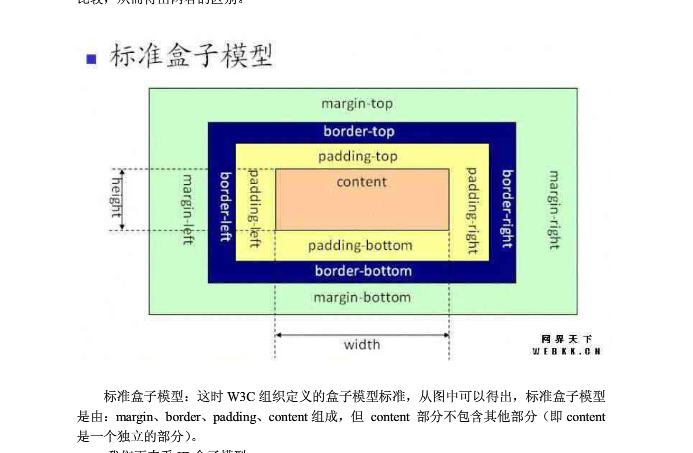 比较，从而得出两者的区别。
■ 标准盒子模型
margin-top
border-top
padding-top
content
height
margin-left
border-left
padding-left
padding-right
border-right
margin-right
padding-bottom
border-bottom
margin-bottom
width
网界天下
WEBKK.CN
标准盒子模型：这时 W3C 组织定义的盒子模型标准，从图中可以得出，标准盒子模型
是由：margin、border、padding、content 组成，但 content 部分不包含其他部分（即 content
是一个独立的部分）。